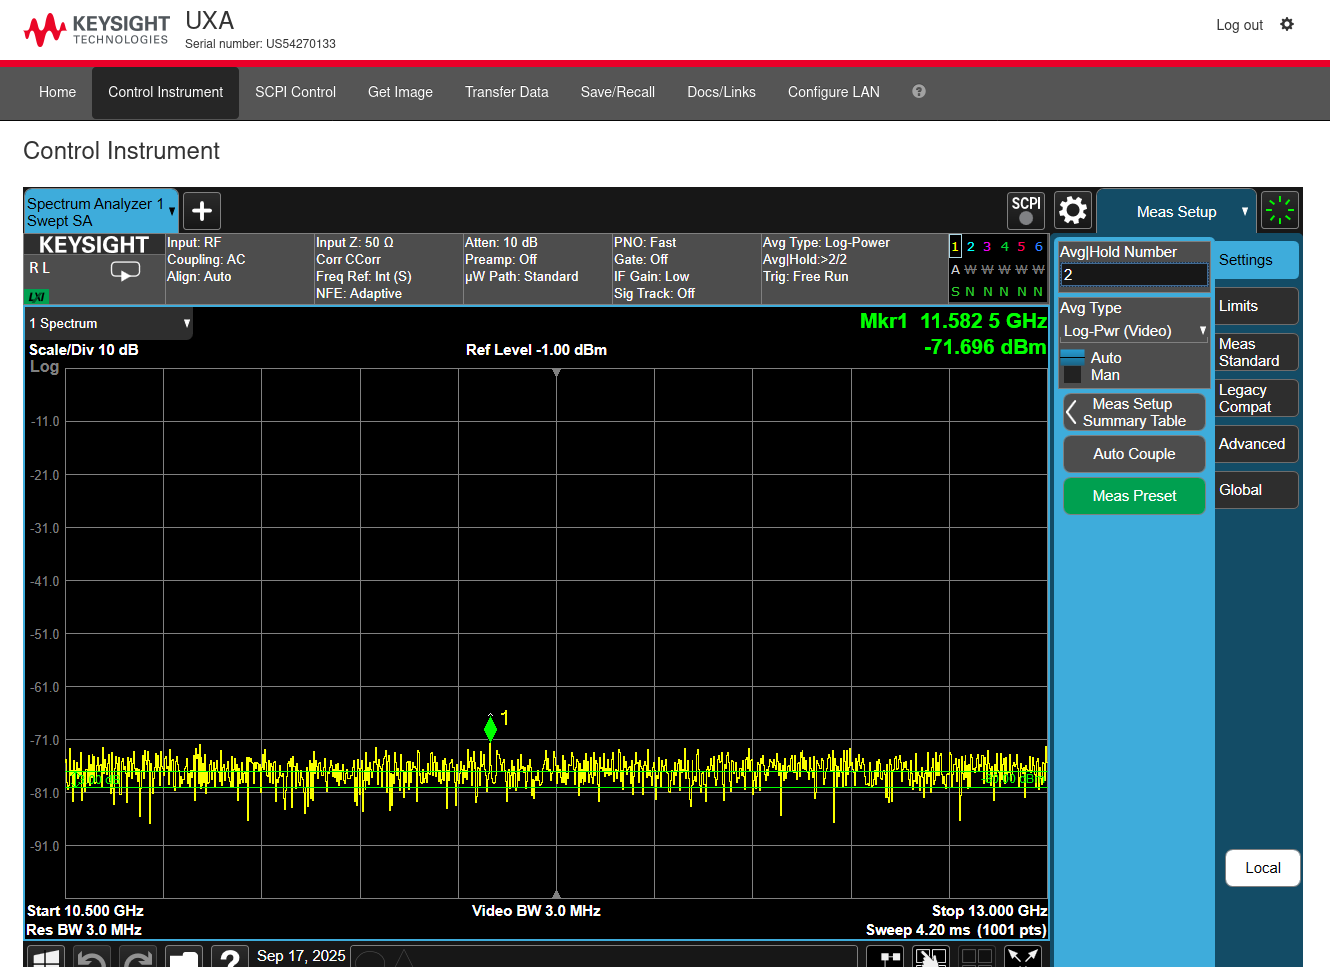 KEYSIGHT
TECHNOLOGIES
UXA
Serial number: US54270133
Log out
Home
Control Instrument
SCPI Control
Get Image
Transfer Data
Save/Recall
Docs/Links
Configure LAN
?
Control Instrument
Spectrum Analyzer 1
Swept SA
SCPI
Meas Setup
KEYSIGHT
R L
LXI
Input: RF
Coupling: AC
Align: Auto
Input Z: 50 Ω
Corr CCorr
Freq Ref: Int (S)
NFE: Adaptive
Atten: 10 dB
Preamp: Off
µW Path: Standard
PNO: Fast
Gate: Off
IF Gain: Low
Sig Track: Off
Avg Type: Log-Power
Avg|Hold:>2/2
Trig: Free Run
1 2 3 4 5 6
A W W W W W
S N N N N N
1 Spectrum
Scale/Div 10 dB
Log
Ref Level -1.00 dBm
Mkr1 11.582 5 GHz
-71.696 dBm
-11.0
-21.0
-31.0
-41.0
-51.0
-61.0
-71.0
-81.0
-91.0
1
Start 10.500 GHz
Res BW 3.0 MHz
Video BW 3.0 MHz
Stop 13.000 GHz
Sweep 4.20 ms (1001 pts)
Avg|Hold Number
2
Avg Type
Log-Pwr (Video)
Auto
Man
Meas Setup
Summary Table
Auto Couple
Meas Preset
Settings
Limits
Meas
Standard
Legacy
Compat
Advanced
Global
Local
?
Sep 17, 2025